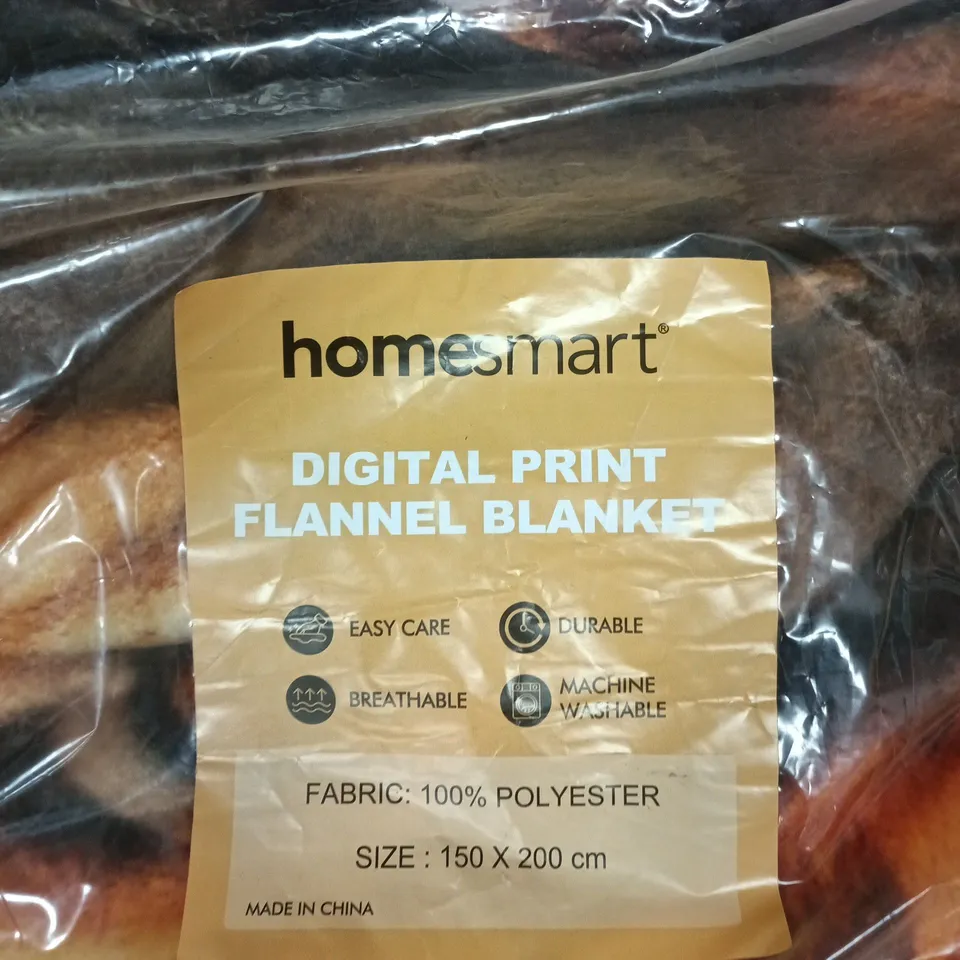 homesmart®
DIGITAL PRINT
FLANNEL BLANKET
EASY CARE
DURABLE
BREATHABLE
MACHINE
WASHABLE
FABRIC: 100% POLYESTER
SIZE : 150 X 200 cm
MADE IN CHINA